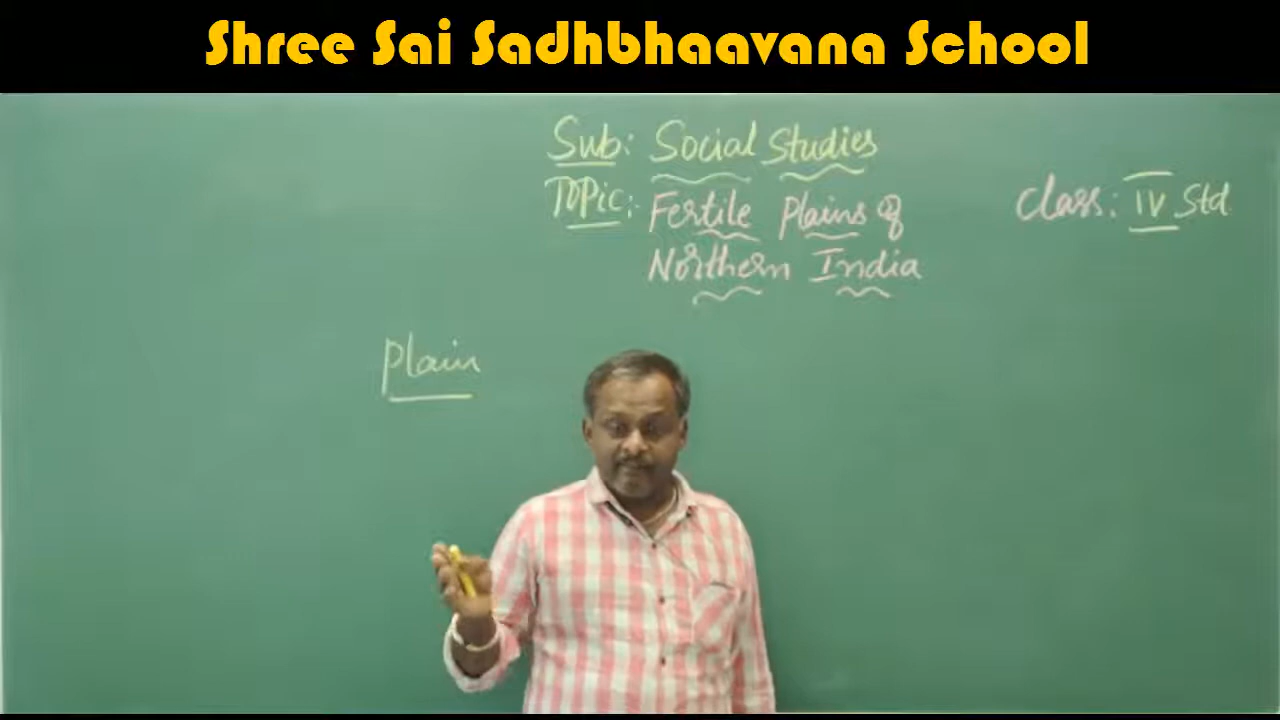 Shree Sai Sadhbhaavana School
Sub: Social Studies
Topic: Fertile Plains of
Northern India
Class: IV Std
Plain